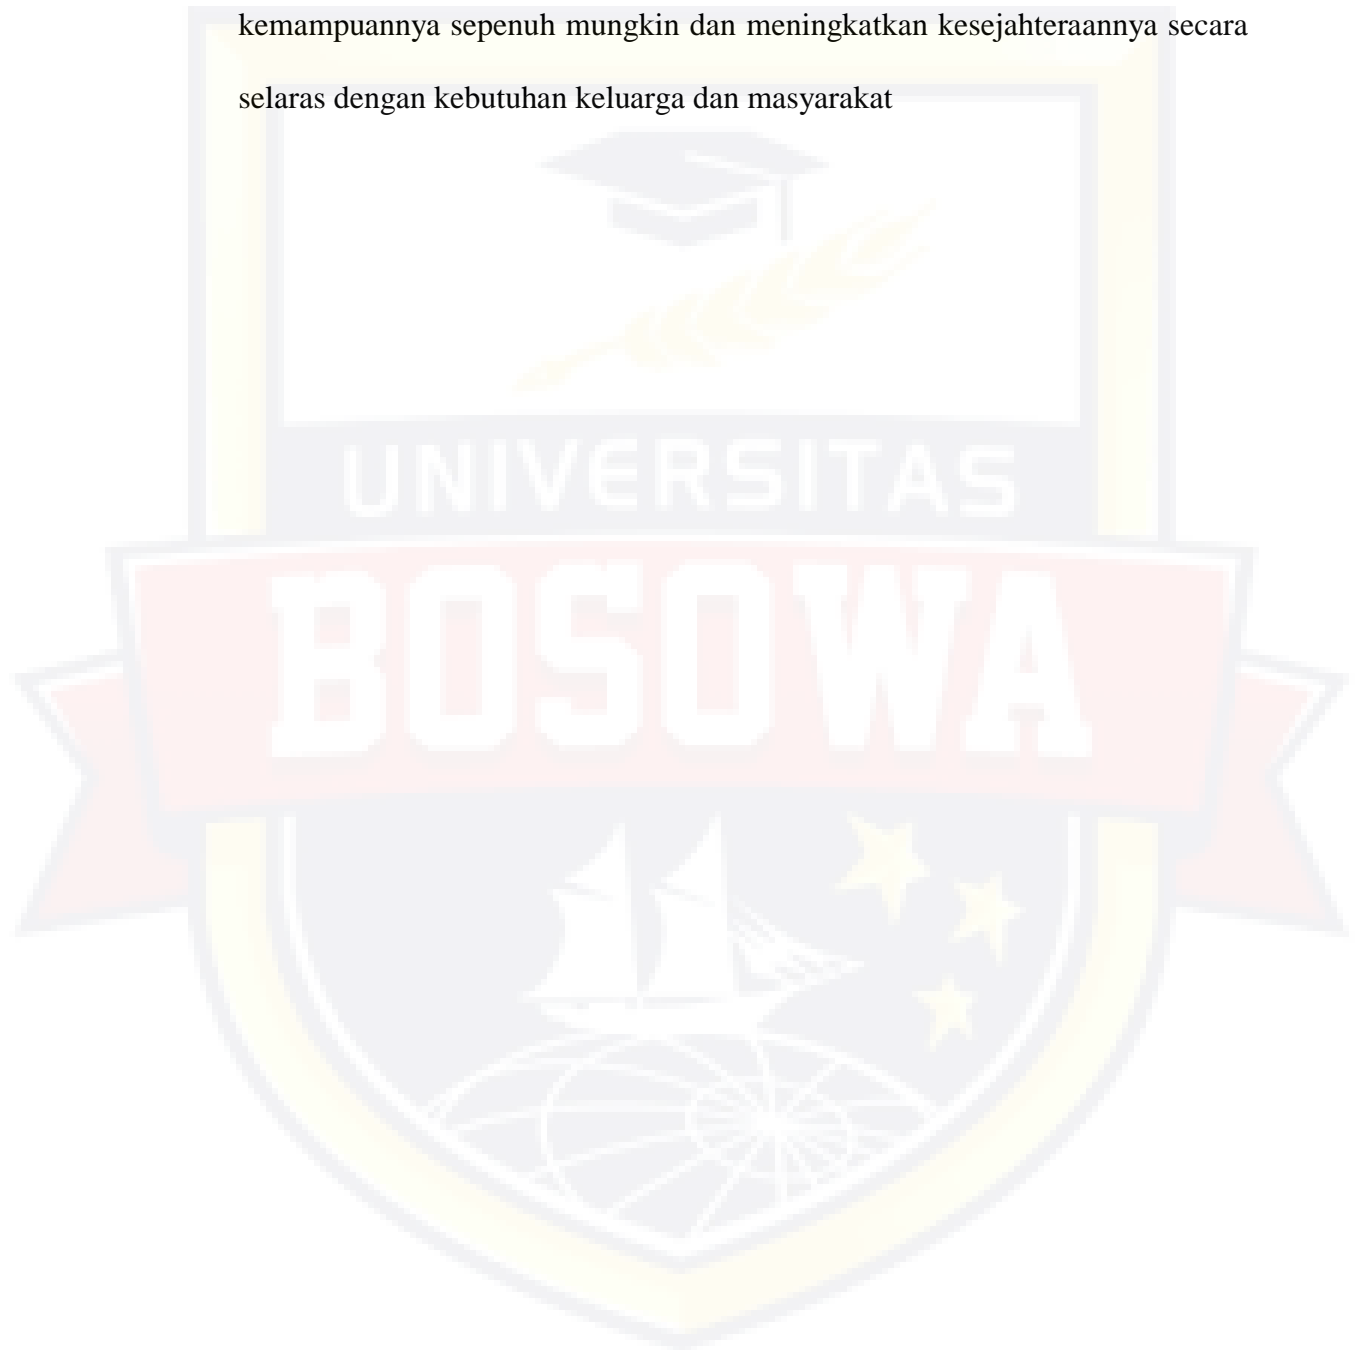 kemampuannya sepenuh mungkin dan meningkatkan kesejahteraannya secara
selaras dengan kebutuhan keluarga dan masyarakat
UNIVERSITAS
BOSOWA